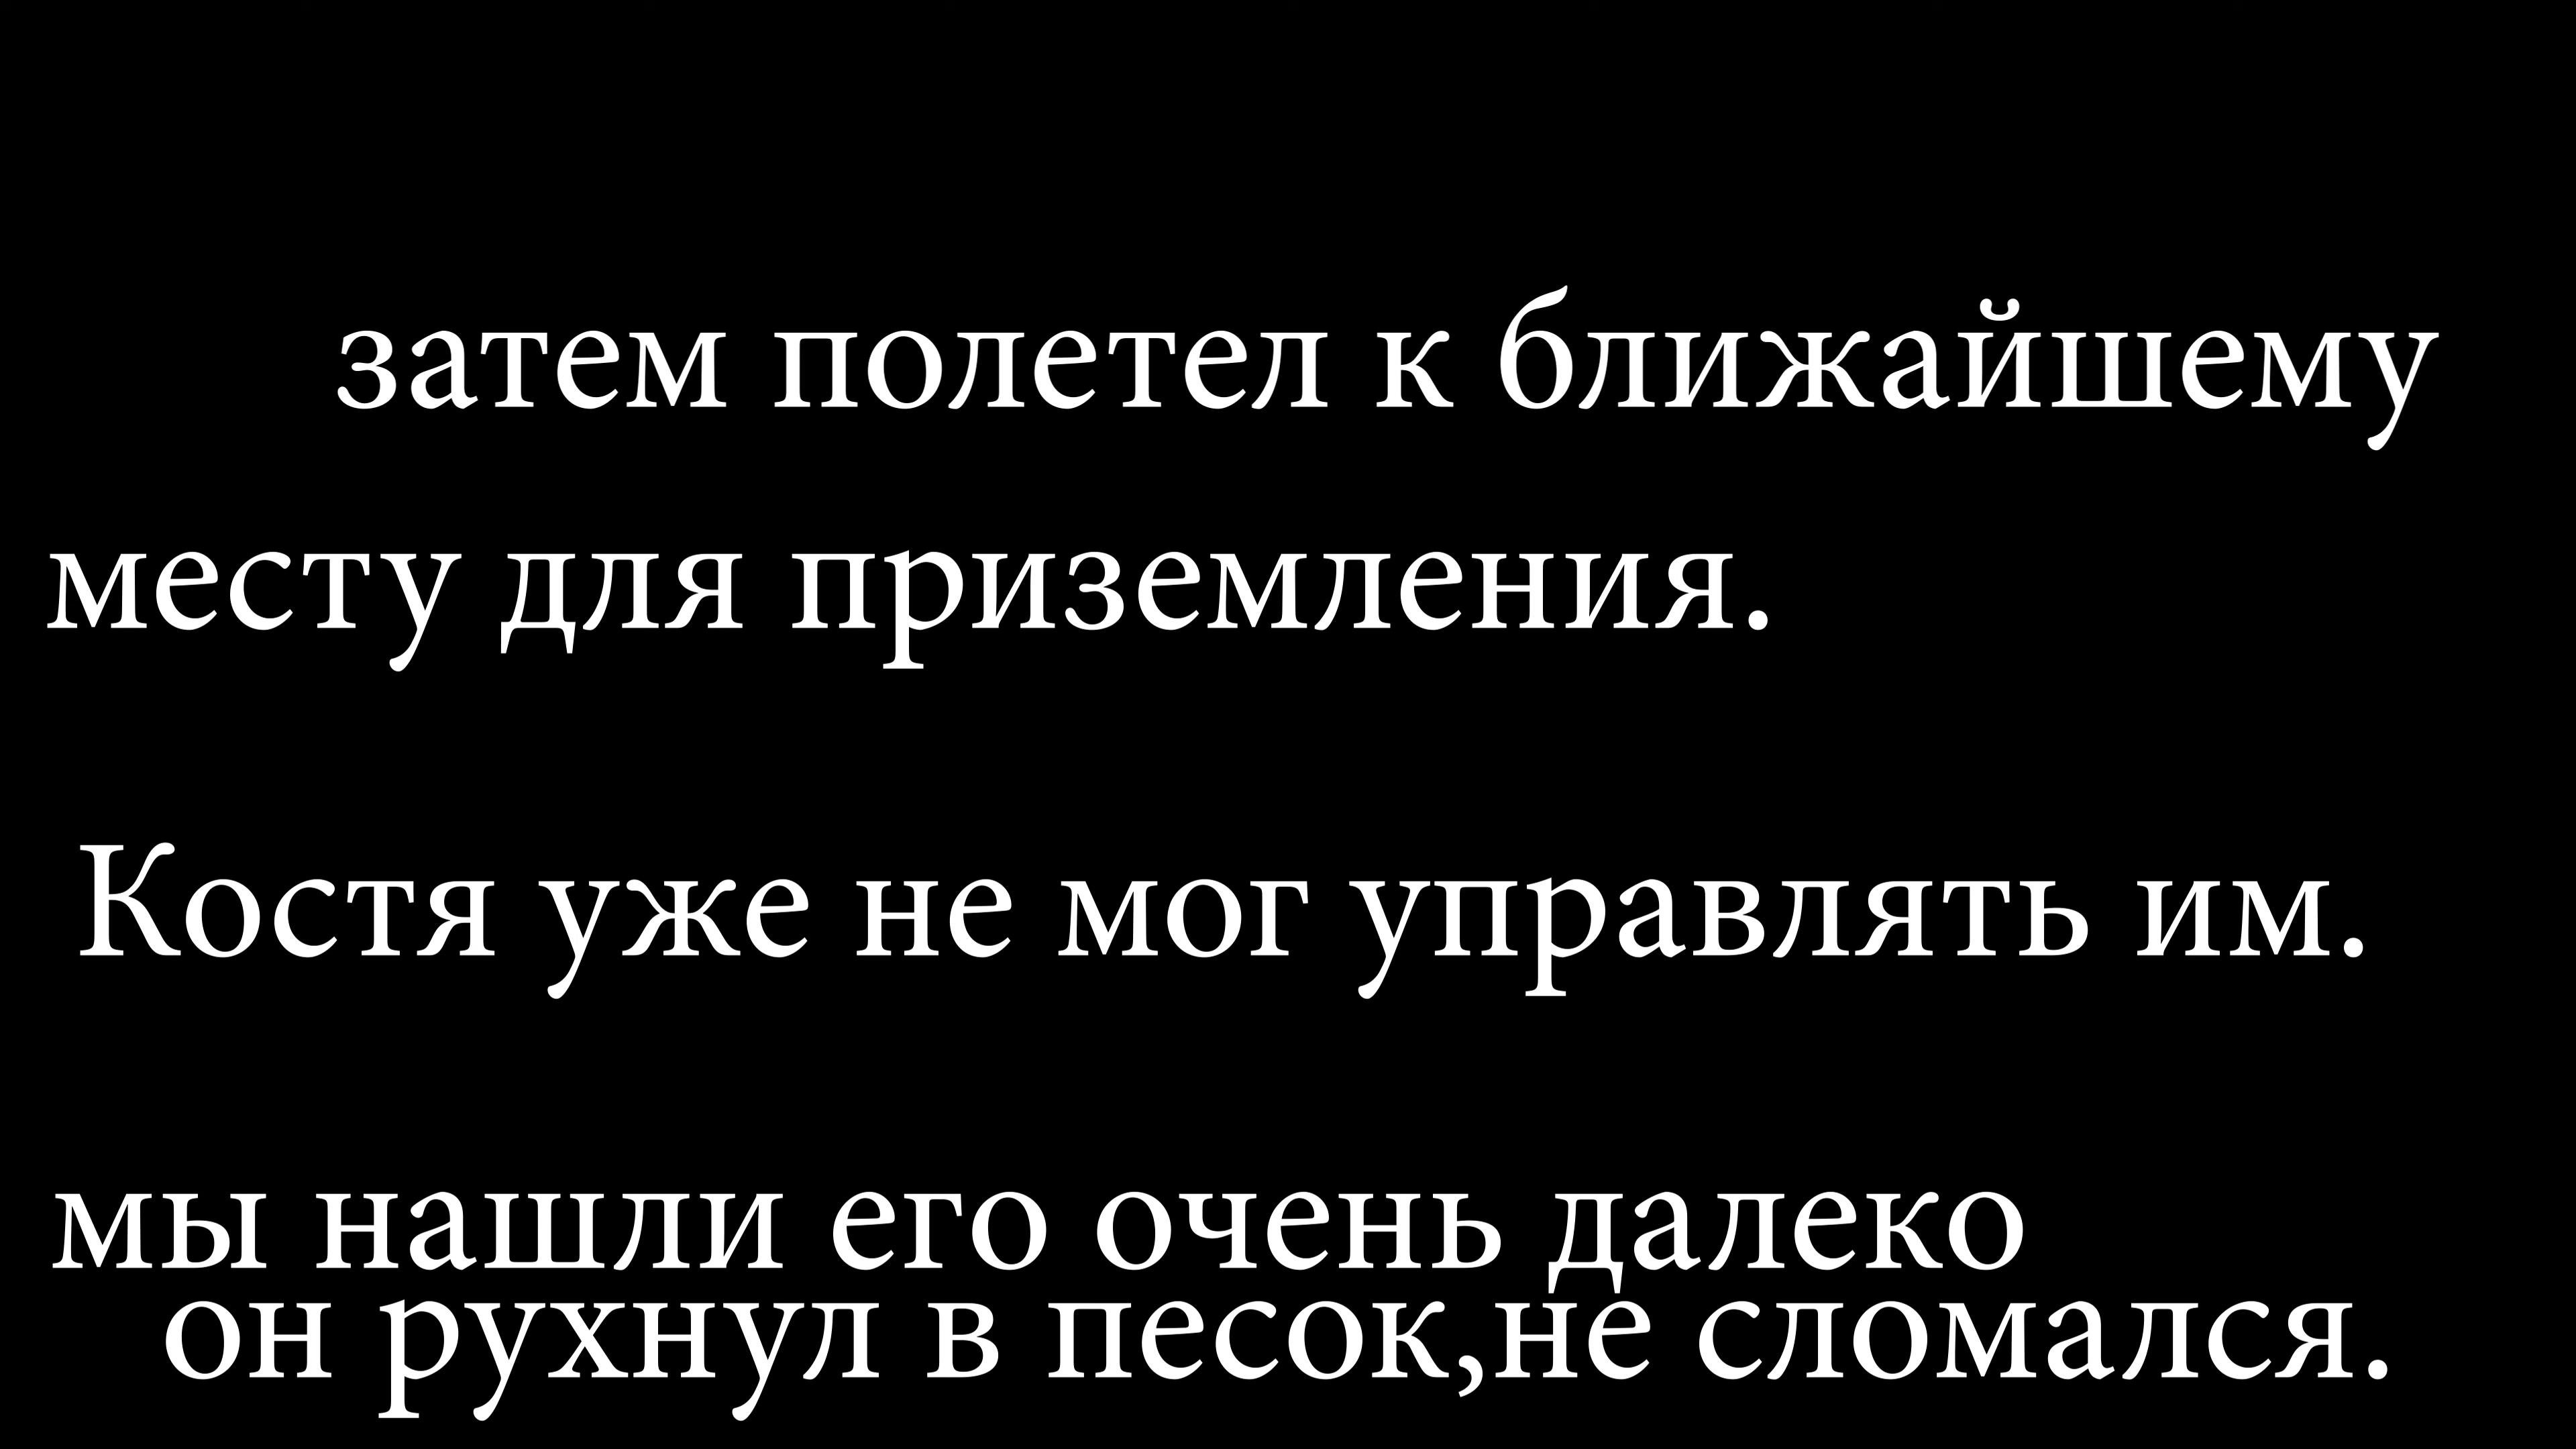 затем полетел к ближайшему
месту для приземления.
Костя уже не мог управлять им.
мы нашли его очень далеко
он рухнул в песок,не сломался.